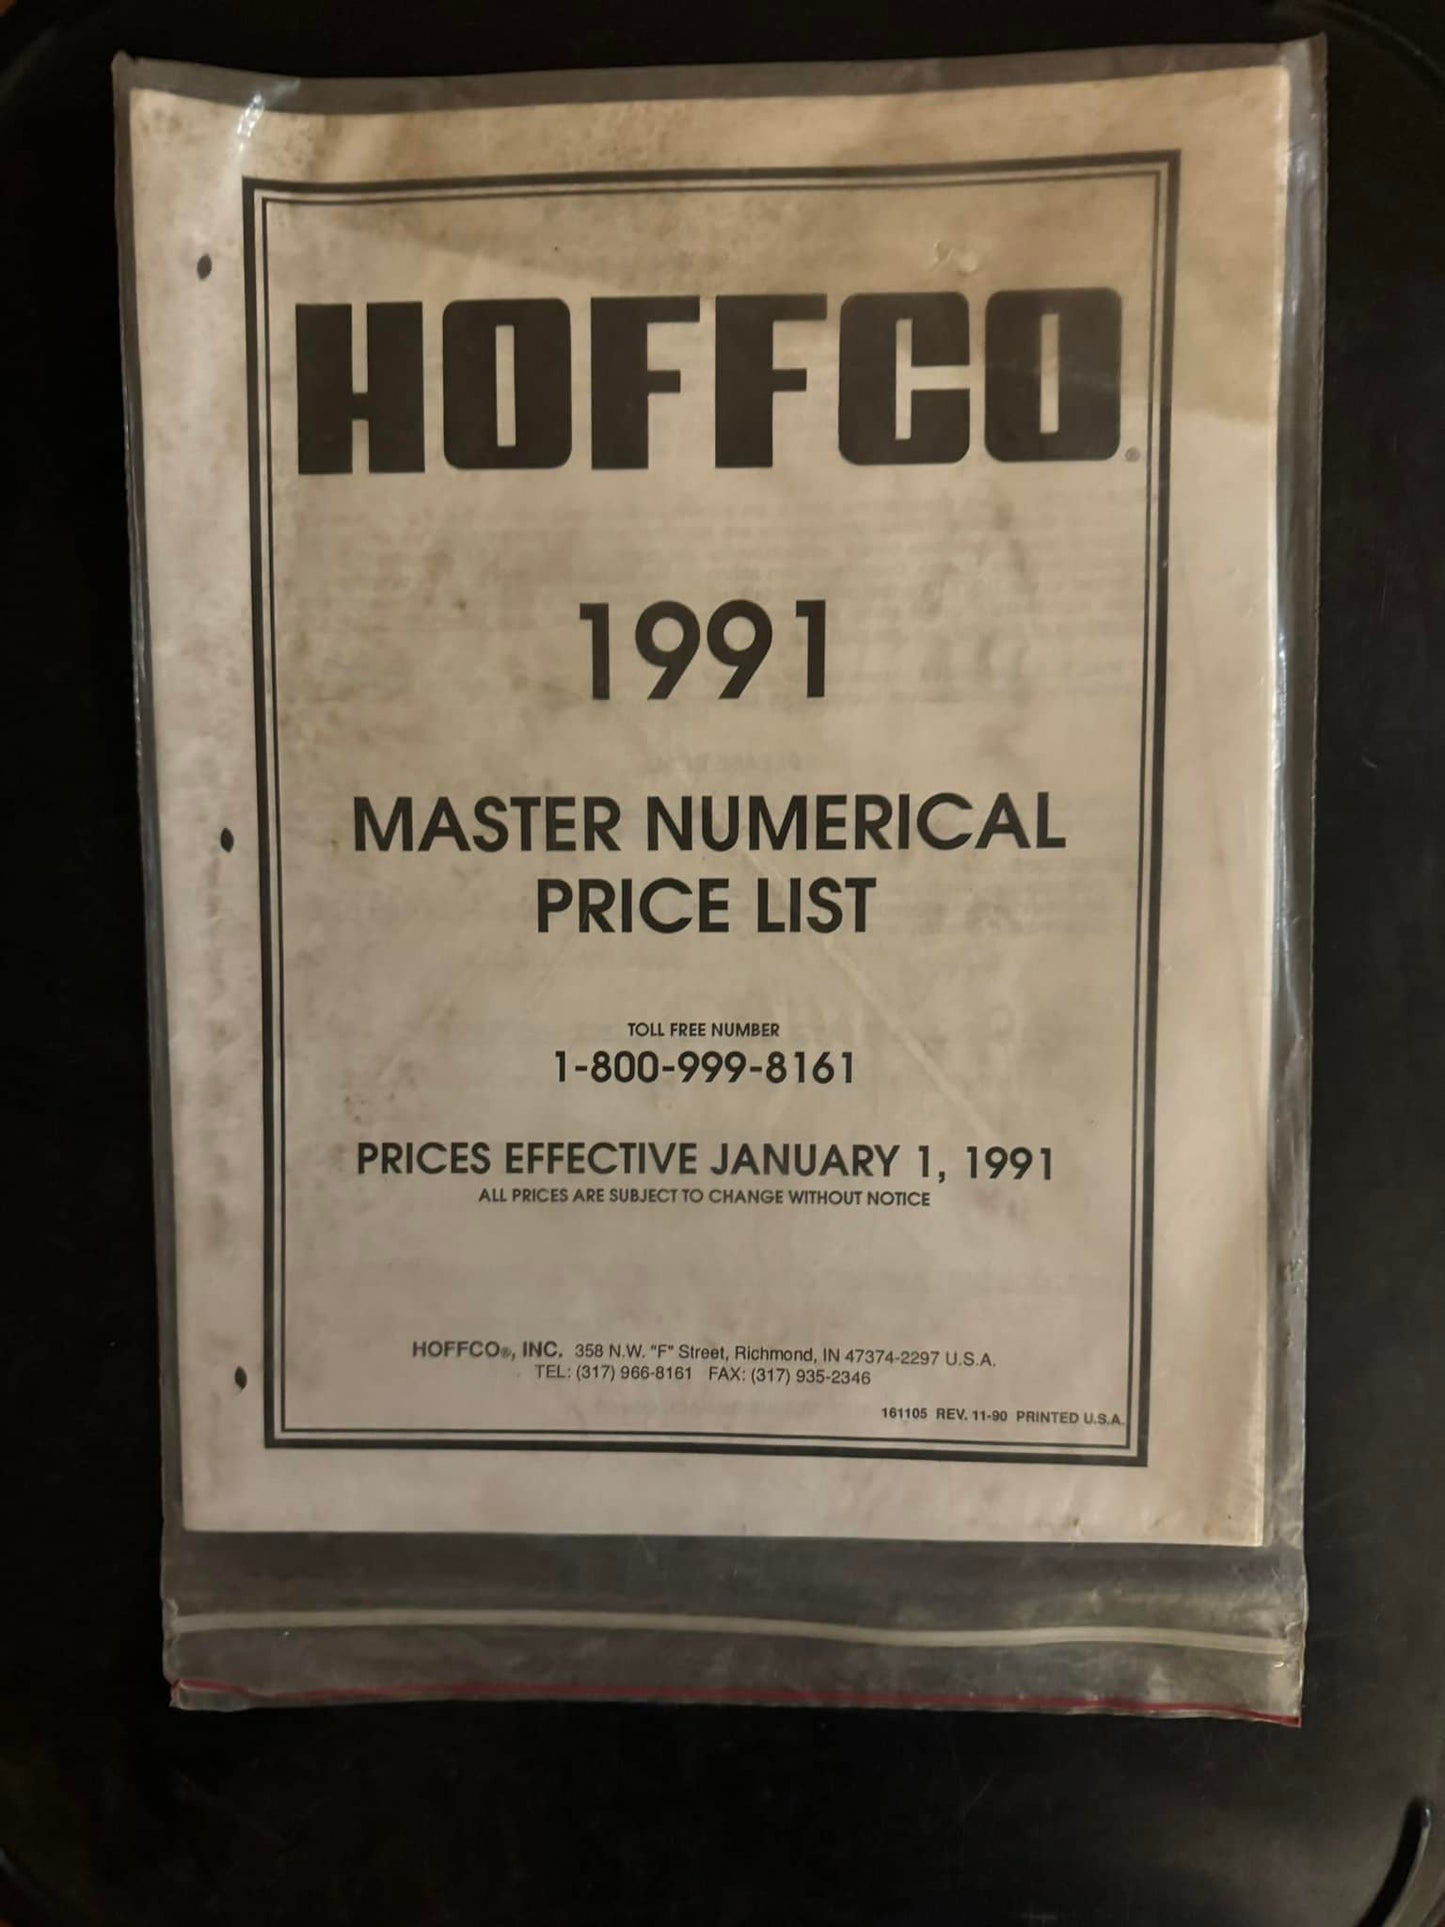 HOFFCO®
1991
MASTER NUMERICAL
PRICE LIST
TOLL FREE NUMBER
1-800-999-8161
PRICES EFFECTIVE JANUARY 1, 1991
ALL PRICES ARE SUBJECT TO CHANGE WITHOUT NOTICE
HOFFCO®, INC. 358 N.W. "F" Street, Richmond, IN 47374-2297 U.S.A.
TEL: (317) 966-8161 FAX: (317) 935-2346
161105 REV. 11-90 PRINTED U.S.A.